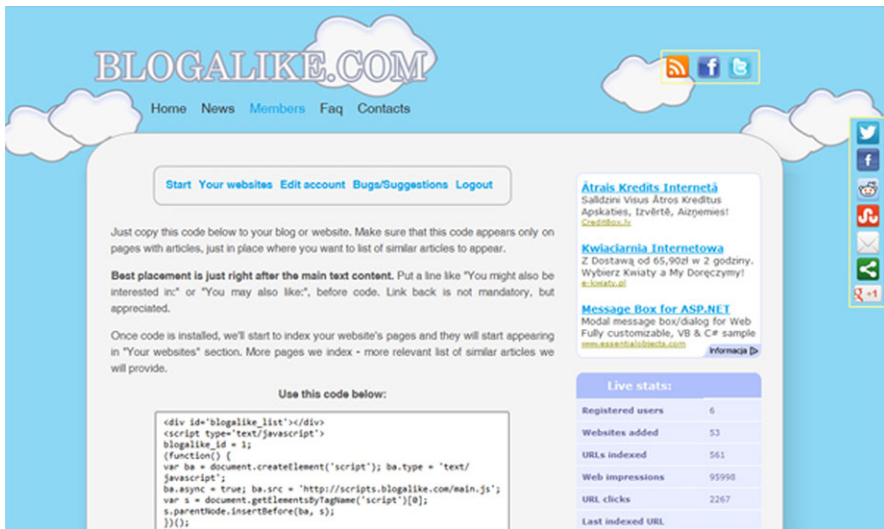 BLOGALIKE.COM
Home News Members Faq Contacts
Start Your websites Edit account Bugs/Suggestions Logout
Just copy this code below to your blog or website. Make sure that this code appears only on
pages with articles, just in place where you want to list of similar articles to appear.
Best placement is just right after the main text content. Put a line like "You might also be
interested in:" or "You may also like:", before code. Link back is not mandatory, but
appreciated.
Once code is installed, we'll start to index your website's pages and they will start appearing
in "Your websites" section. More pages we index - more relevant list of similar articles we
will provide.
Use this code below:
<div id='blogalike_list'></div>
<script type='text/javascript'>
blogalike_id = 1;
(function() {
var ba = document.createElement('script'); ba.type = 'text/
javascript';
ba.async = true; ba.src = 'http://scripts.blogalike.com/main.js';
var s = document.getElementsByTagName('script')[0];
s.parentNode.insertBefore(ba, s);
})();
Ātrais Kredits Internetā
Salīdzini Visus Ātros Kredītus
Apskaties, Izvērtē, Aizņemies!
CreditBox.lv
Kwiaciarnia Internetowa
Z Dostawą od 65,90zł w 2 godziny.
Wybierz Kwiaty a My Doręczymy!
e-kwiaty.pl
Message Box for ASP.NET
Modal message box/dialog for Web
Fully customizable, VB & C# sample
www.essentialobjects.com
Informacja
Live stats:
Registered users 6
Websites added 53
URLs indexed 561
Web impressions 95998
URL clicks 2267
Last indexed URL
f
f
g +1